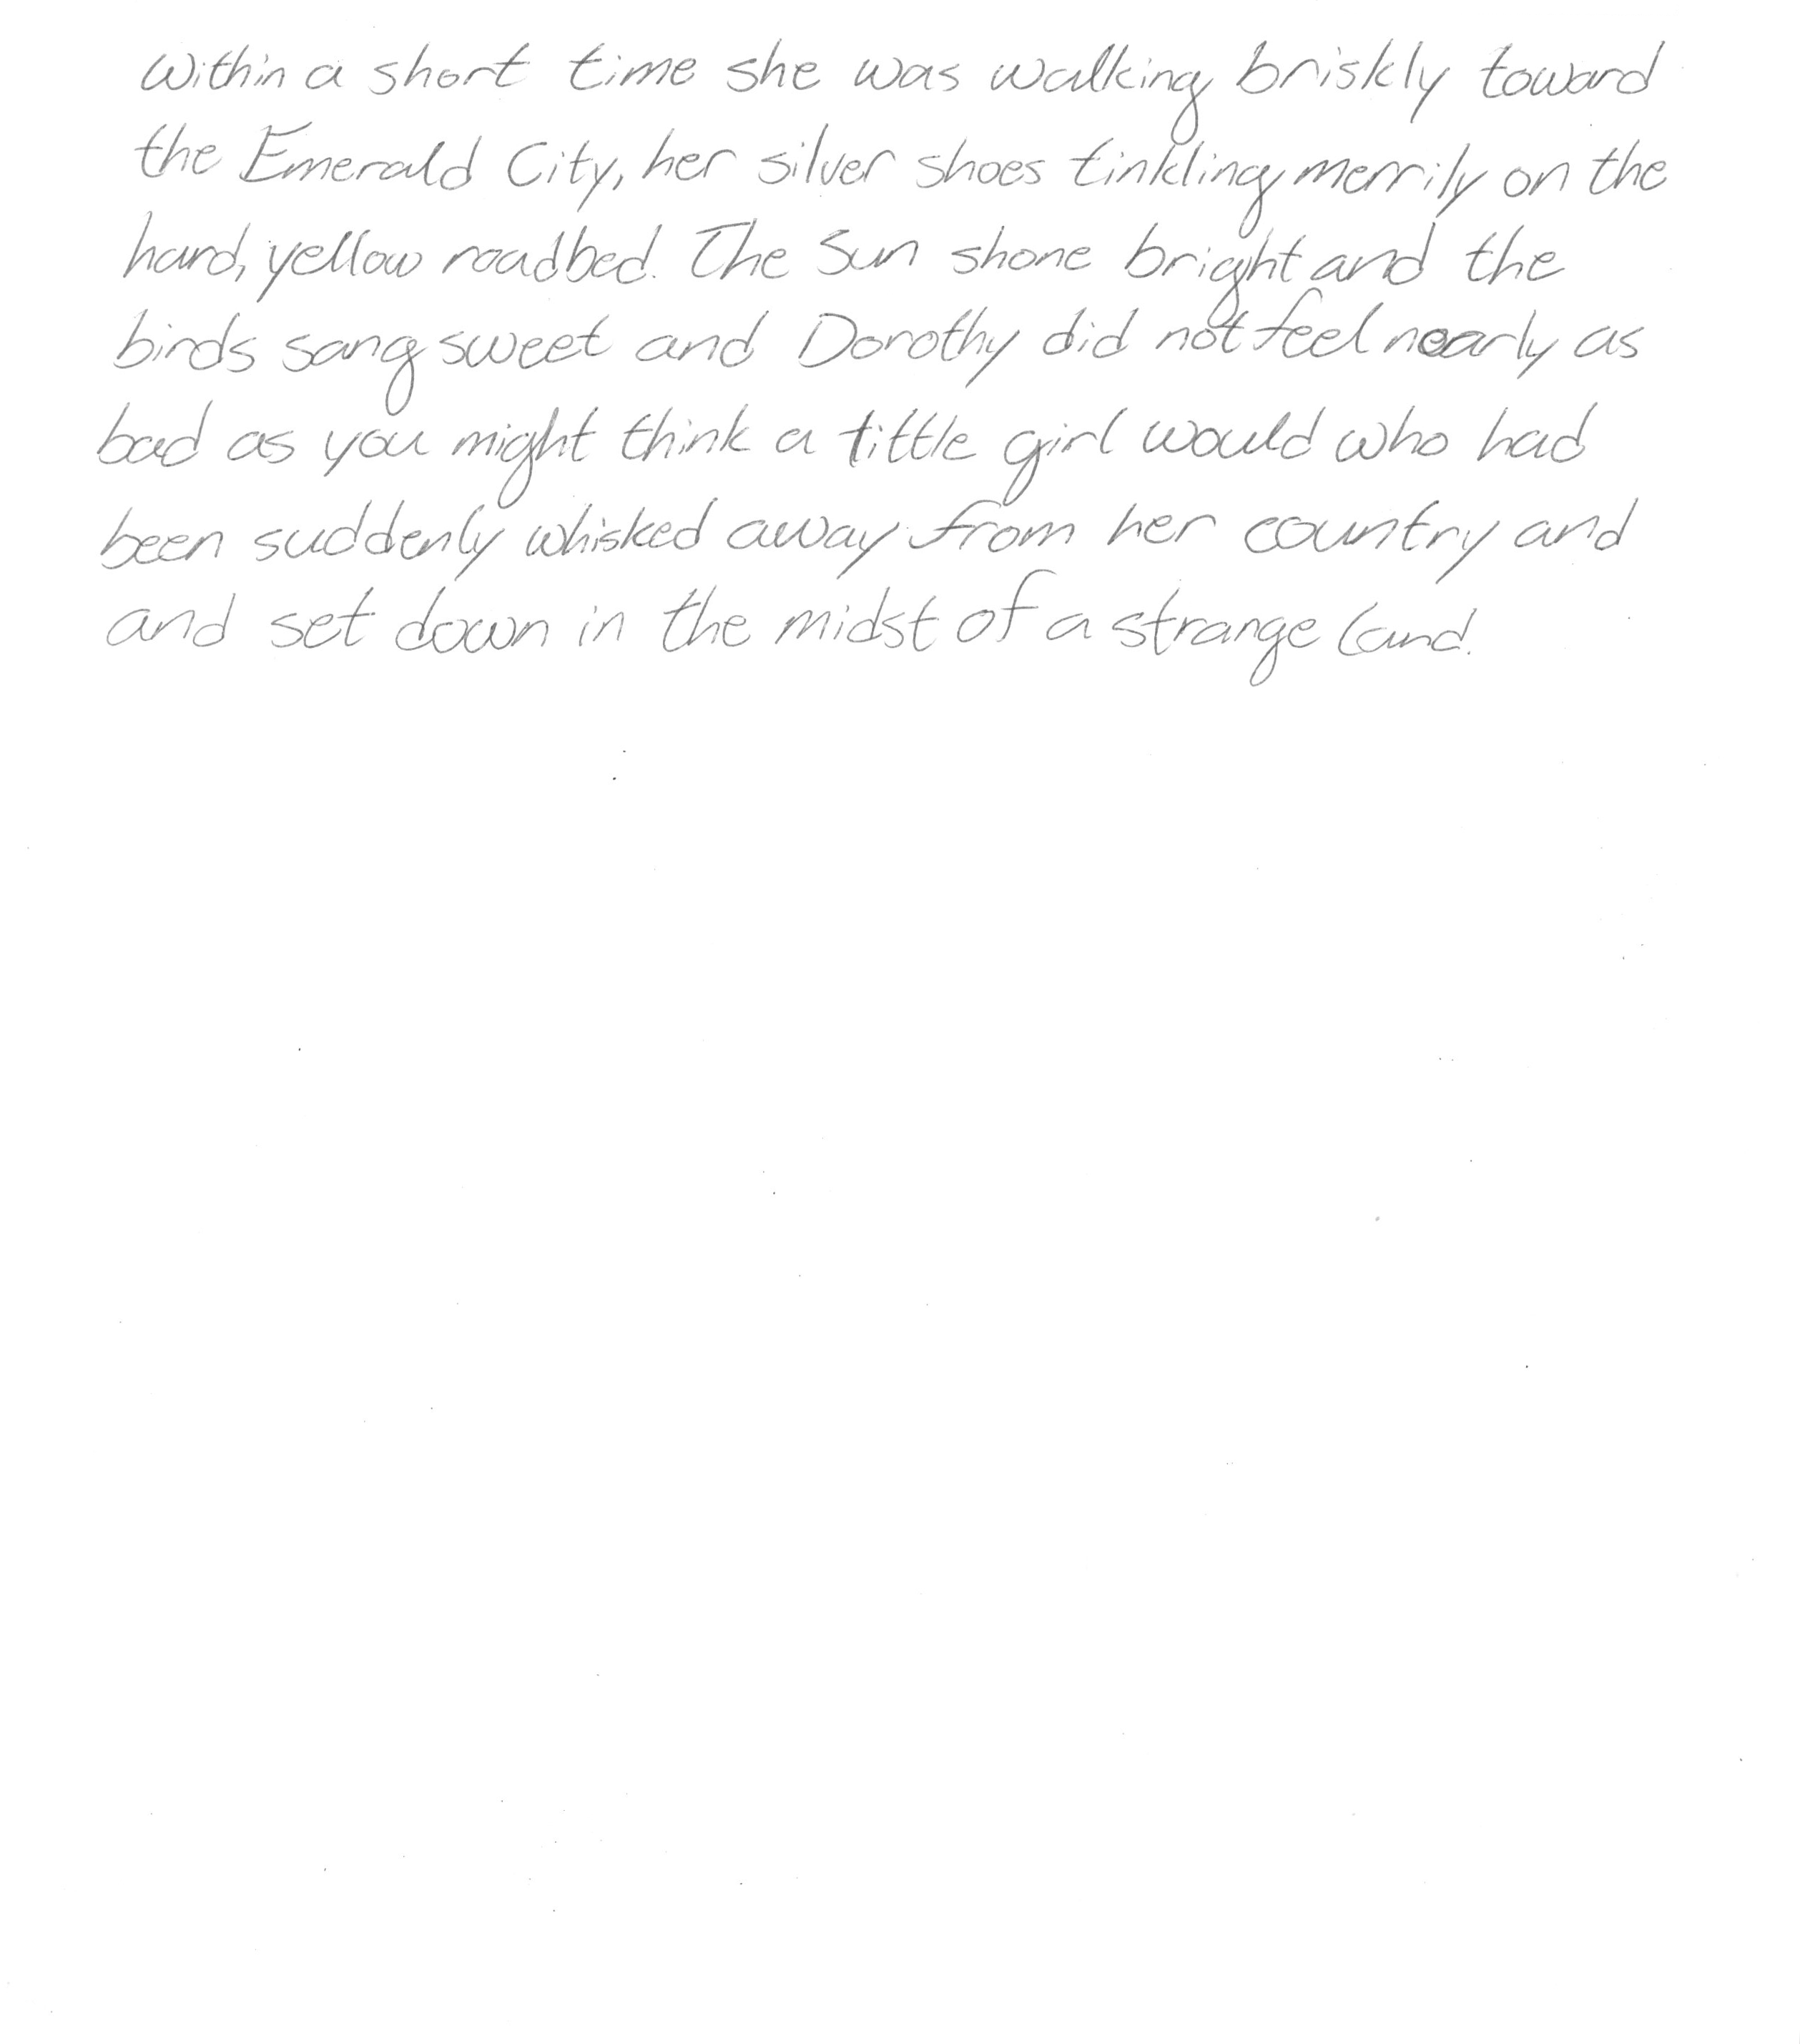 Within a short time she was walking briskly toward
the Emerald City, her silver shoes tinkling merrily on the
hard, yellow roadbed. The sun shone bright and the
birds sang sweet and Dorothy did not feel nearly as
bad as you might think a little girl would who had
been suddenly whisked away from her country and
and set down in the midst of a strange land.